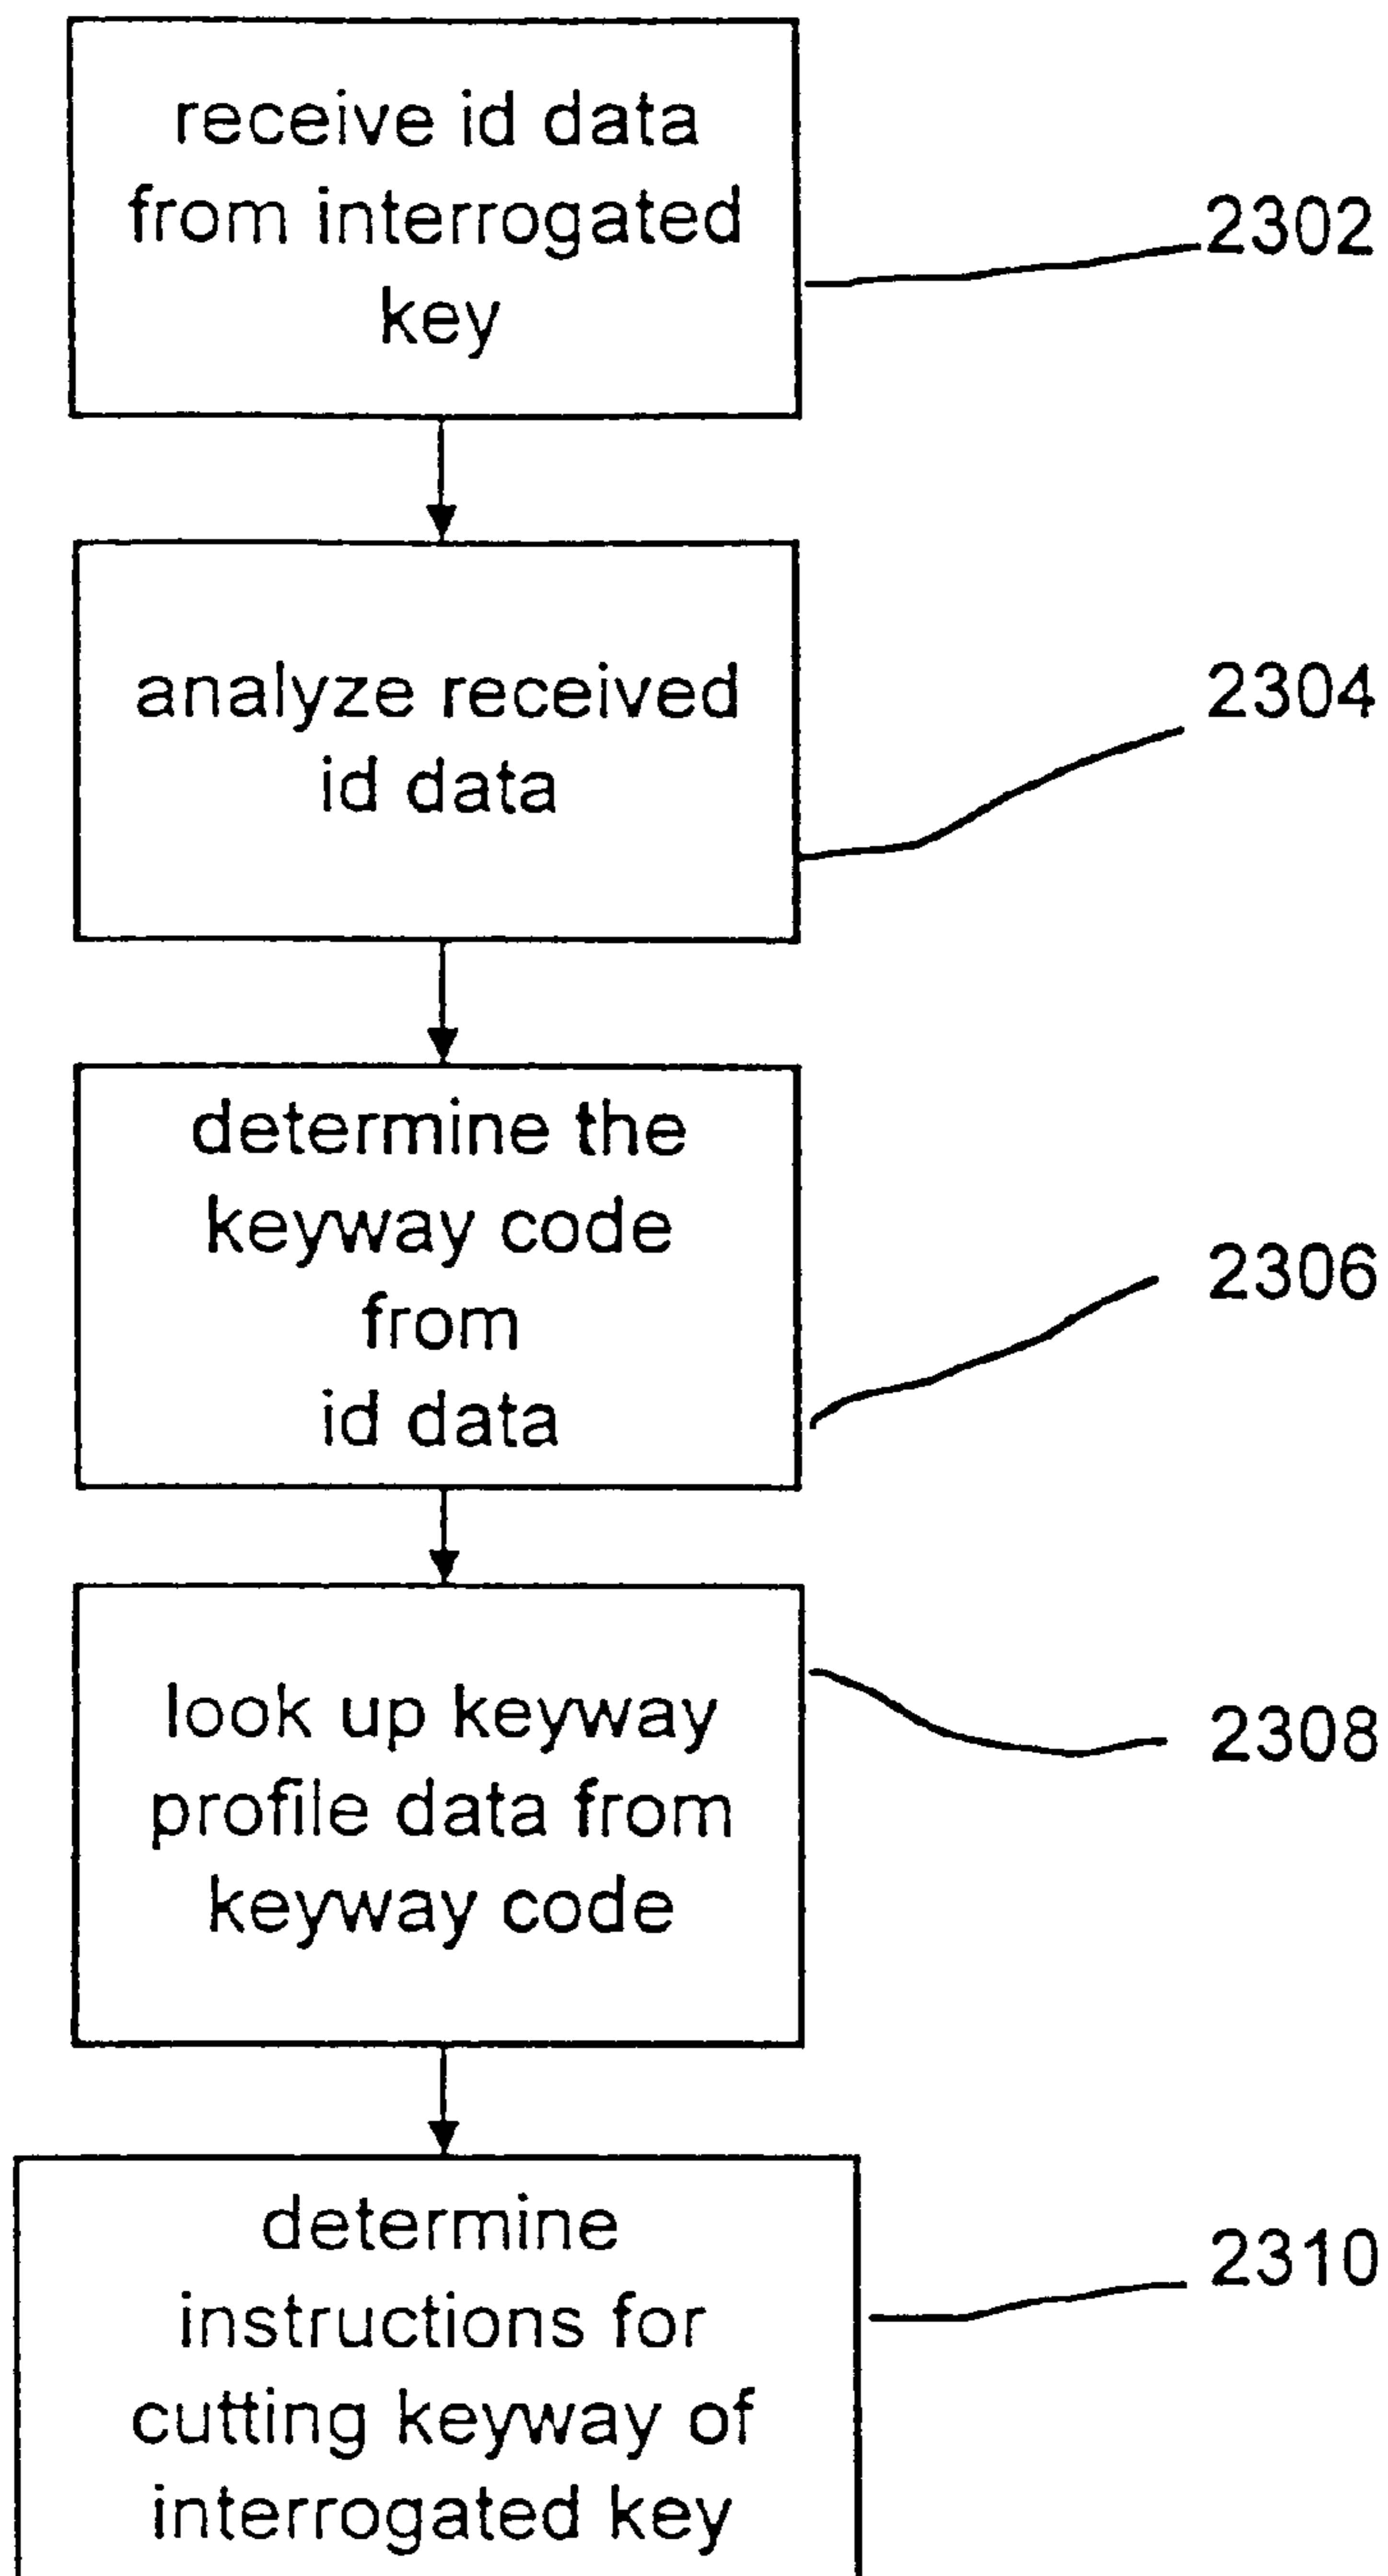 receive id data
from interrogated
key
2302
analyze received
id data
2304
determine the
keyway code
from
id data
2306
look up keyway
profile data from
keyway code
2308
determine
instructions for
cutting keyway of
interrogated key
2310